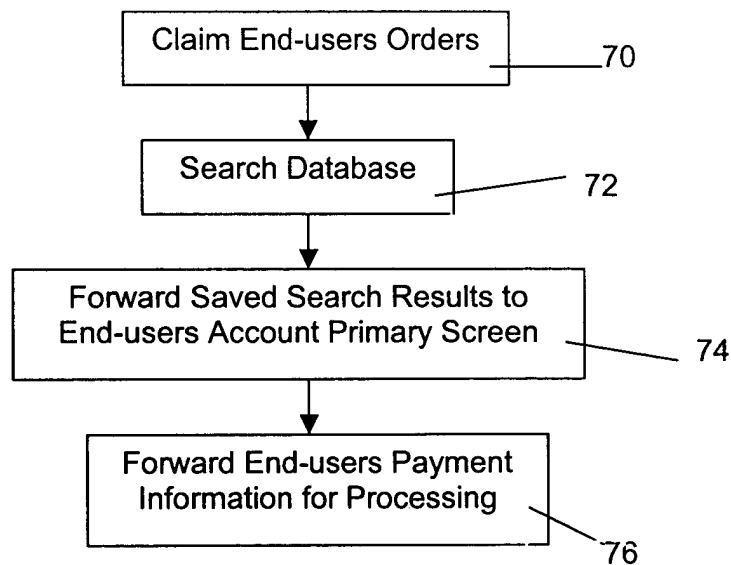 Claim End-users Orders
70
Search Database
72
Forward Saved Search Results to
End-users Account Primary Screen
74
Forward End-users Payment
Information for Processing
76